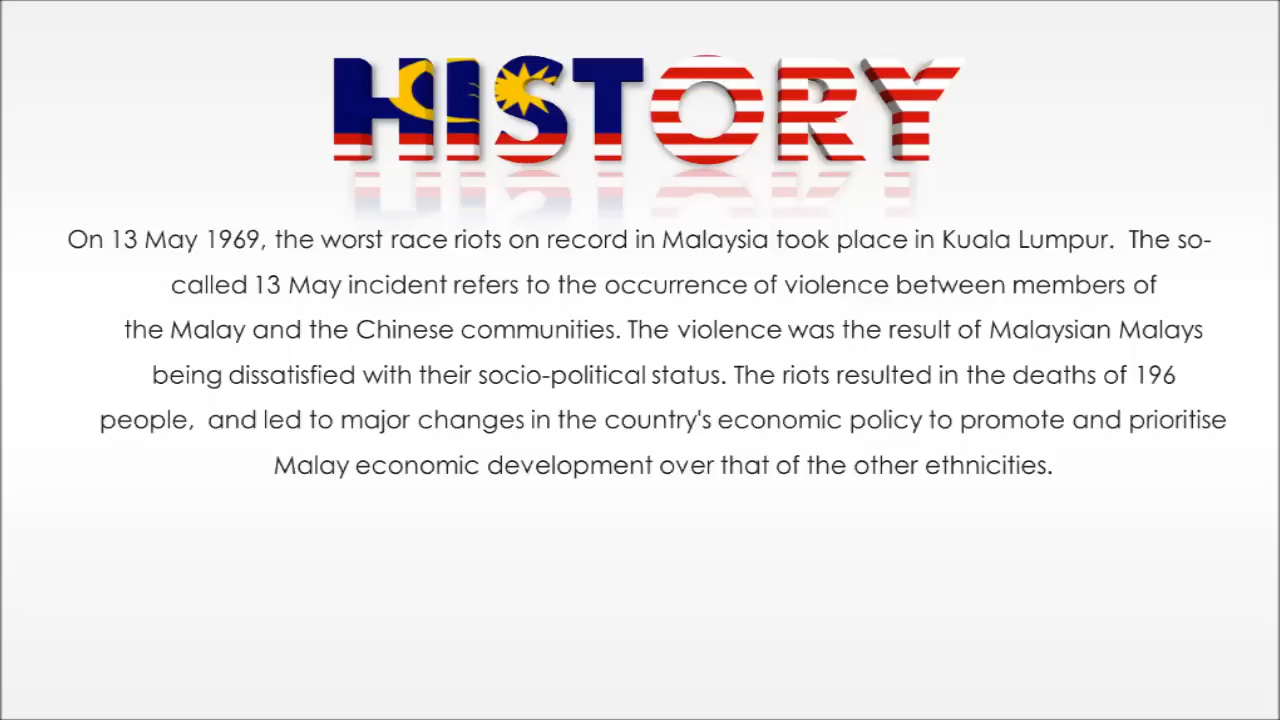 HISTORY
On 13 May 1969, the worst race riots on record in Malaysia took place in Kuala Lumpur.  The so-
called 13 May incident refers to the occurrence of violence between members of
the Malay and the Chinese communities. The violence was the result of Malaysian Malays
being dissatisfied with their socio-political status. The riots resulted in the deaths of 196
people,  and led to major changes in the country's economic policy to promote and prioritise
Malay economic development over that of the other ethnicities.